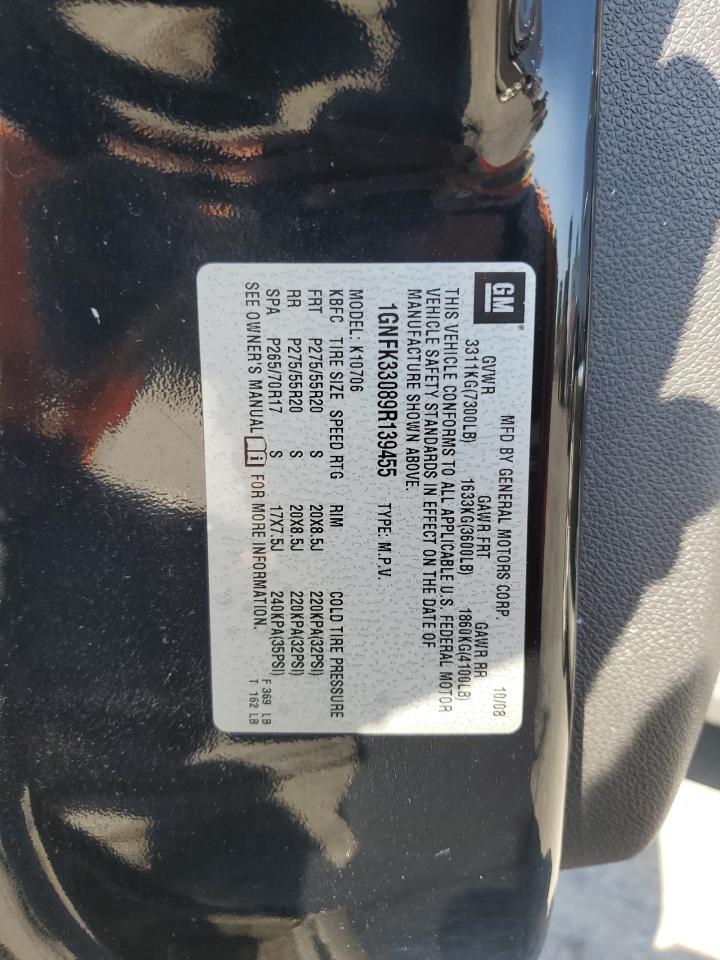 GM®
MFD BY GENERAL MOTORS CORP. 10/08
GVWR GAWR FRT GAWR RR
3311KG(7300LB) 1633KG(3600LB) 1860KG(4100LB)
THIS VEHICLE CONFORMS TO ALL APPLICABLE U.S. FEDERAL MOTOR
VEHICLE SAFETY STANDARDS IN EFFECT ON THE DATE OF
MANUFACTURE SHOWN ABOVE.
1GNFK33089R139455 TYPE: M.P.V.
MODEL: K10706
KBFC TIRE SIZE SPEED RTG RIM COLD TIRE PRESSURE
FRT P275/55R20 S 20X8.5J 220KPA(32PSI)
RR P275/55R20 S 20X8.5J 220KPA(32PSI)
SPA P265/70R17 S 17X7.5J 240KPA(35PSI)
SEE OWNER'S MANUAL i FOR MORE INFORMATION.
F 369 LB
T 162 LB